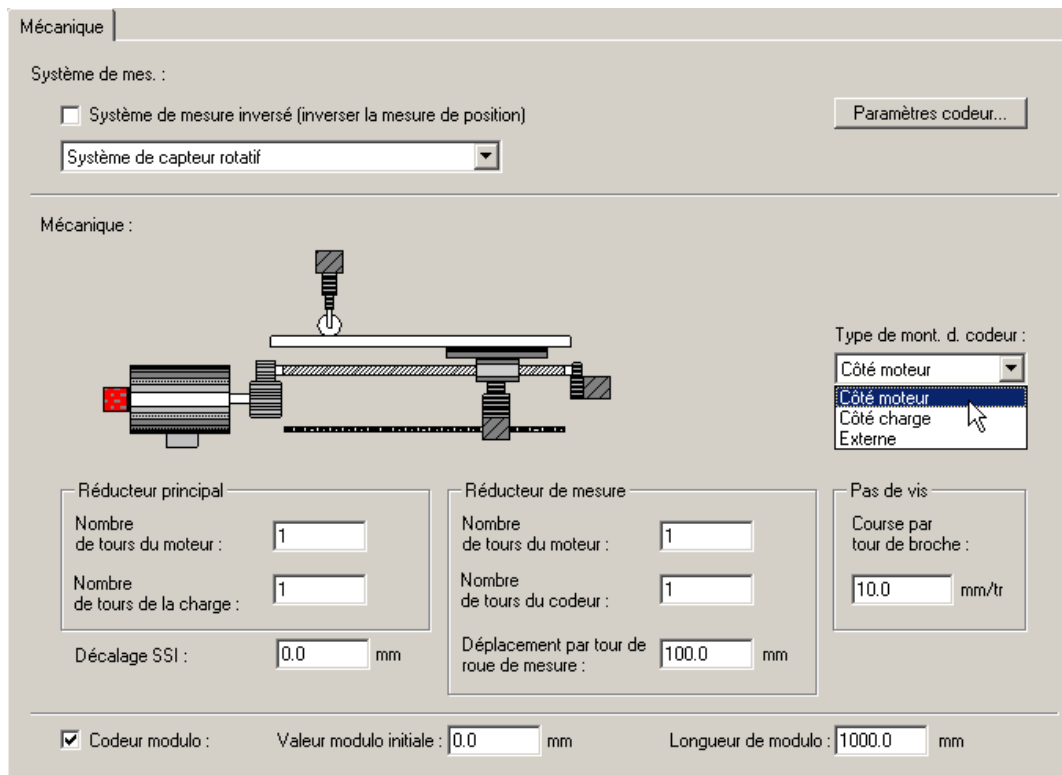 Mécanique
Système de mes. :
Système de mesure inversé (inverser la mesure de position)
Paramètres codeur...
Système de capteur rotatif
Mécanique :
Type de mont. d. codeur :
Côté moteur
Côté moteur
Côté charge
Externe
Réducteur principal
Nombre
de tours du moteur :
1
Nombre
de tours de la charge :
1
Décalage SSI :
0.0
mm
Réducteur de mesure
Nombre
de tours du moteur :
1
Nombre
de tours du codeur :
1
Déplacement par tour de
roue de mesure :
100.0
mm
Pas de vis
Course par
tour de broche :
10.0
mm/tr
Codeur modulo :
Valeur modulo initiale :
0.0
mm
Longueur de modulo :
1000.0
mm